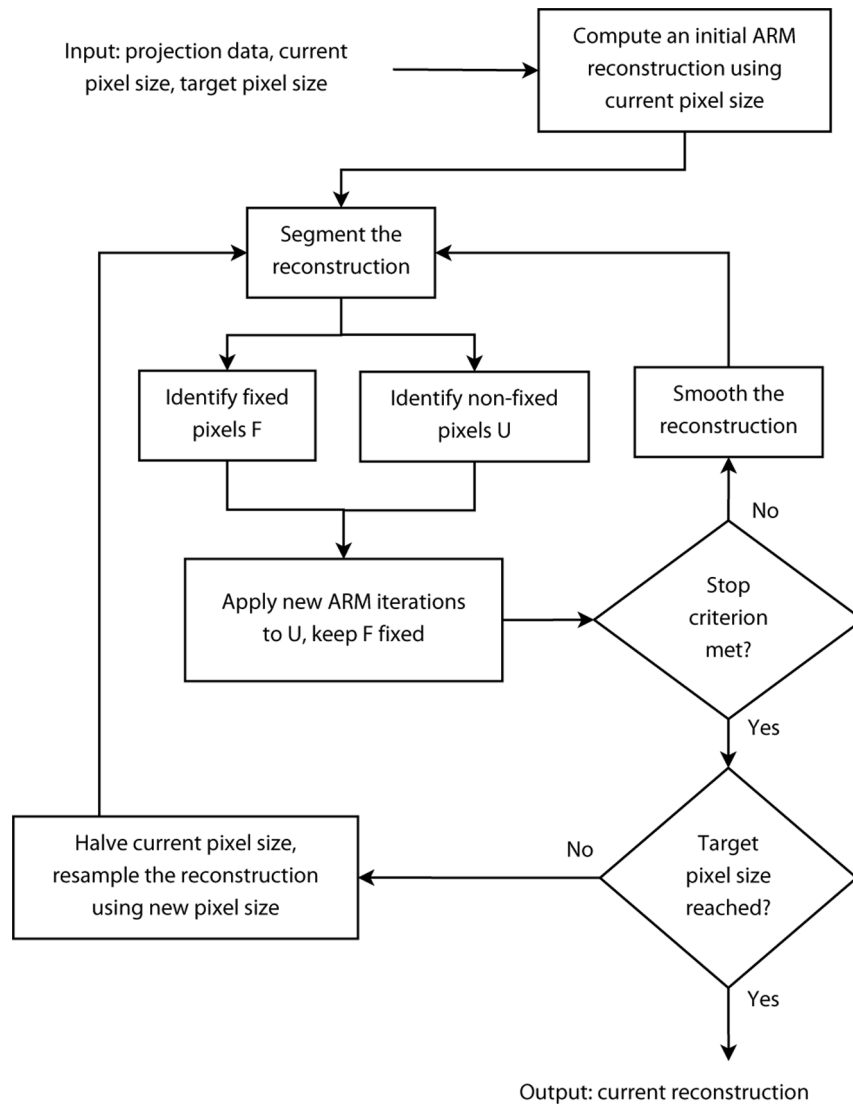 Input: projection data, current
pixel size, target pixel size
Compute an initial ARM
reconstruction using
current pixel size
Segment the
reconstruction
Identify fixed
pixels F
Identify non-fixed
pixels U
Smooth the
reconstruction
No
Apply new ARM iterations
to U, keep F fixed
Stop
criterion
met?
Yes
Halve current pixel size,
resample the reconstruction
using new pixel size
No
Target
pixel size
reached?
Yes
Output: current reconstruction